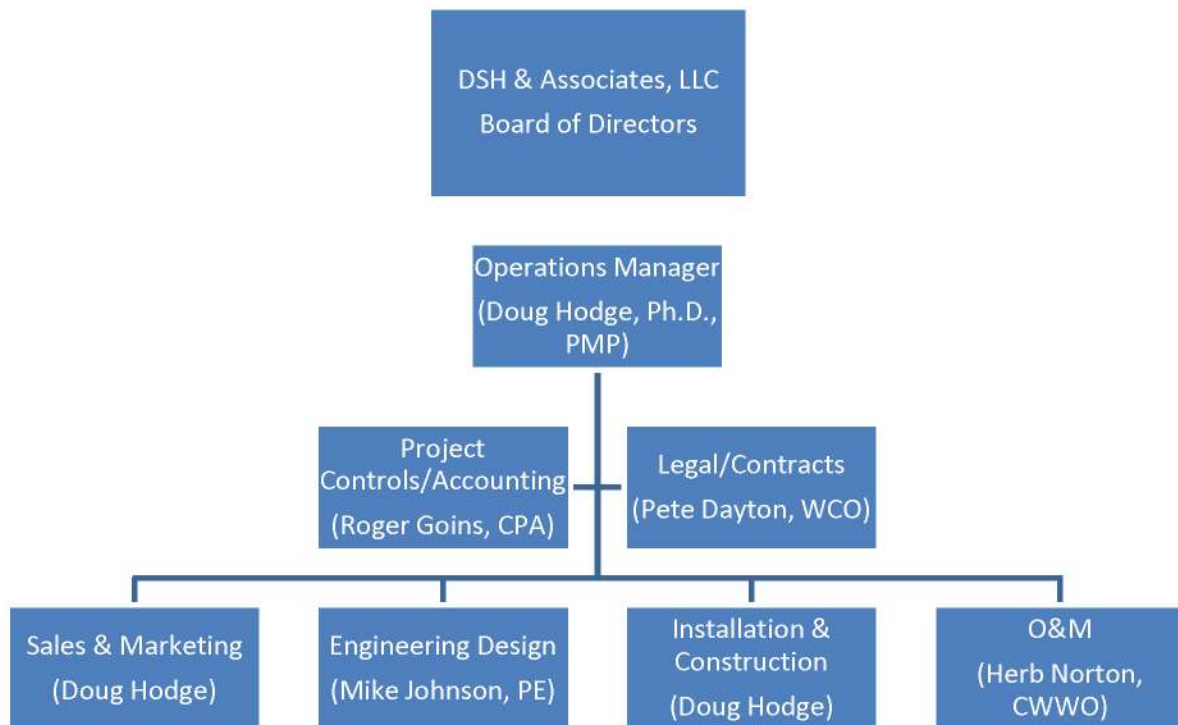 DSH & Associates, LLC
Board of Directors
Operations Manager
(Doug Hodge, Ph.D.,
PMP)
Project
Controls/Accounting
(Roger Goins, CPA)
Legal/Contracts
(Pete Dayton, WCO)
Sales & Marketing
(Doug Hodge)
Engineering Design
(Mike Johnson, PE)
Installation &
Construction
(Doug Hodge)
O&M
(Herb Norton,
CWWO)